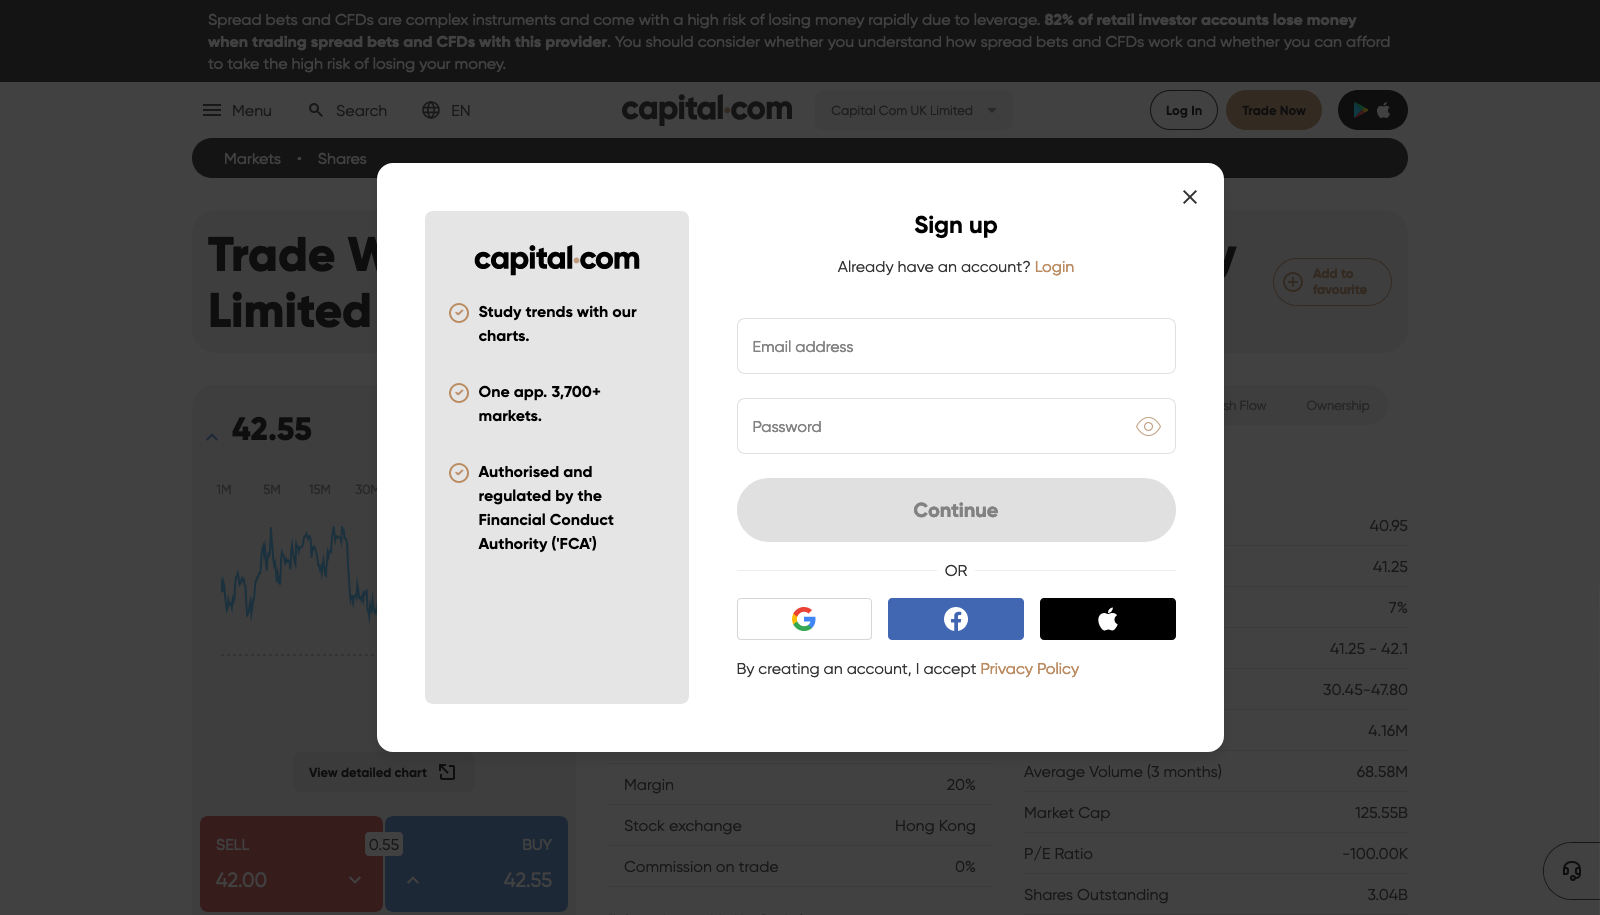 Spread bets and CFDs are complex instruments and come with a high risk of losing money rapidly due to leverage. 82% of retail investor accounts lose money
when trading spread bets and CFDs with this provider. You should consider whether you understand how spread bets and CFDs work and whether you can afford
to take the high risk of losing your money.
Menu
Search
EN
capital.com
Capital Com UK Limited
Log In
Trade Now
Markets • Shares
Trade
Limited
Add to
favourite
42.55
1M 5M 15M
Flow
Ownership
View detailed chart
SELL
42.00
0.55
BUY
42.55
capital.com
Study trends with our
charts.
One app. 3,700+
markets.
Authorised and
regulated by the
Financial Conduct
Authority ('FCA')
Sign up
Already have an account? Login
Email address
Password
Continue
OR
By creating an account, I accept Privacy Policy
Margin 20%
Stock exchange Hong Kong
Commission on trade 0%
40.95
41.25
7%
41.25 - 42.1
30.45-47.80
4.16M
Average Volume (3 months) 68.58M
Market Cap 125.55B
P/E Ratio -100.00K
Shares Outstanding 3.04B